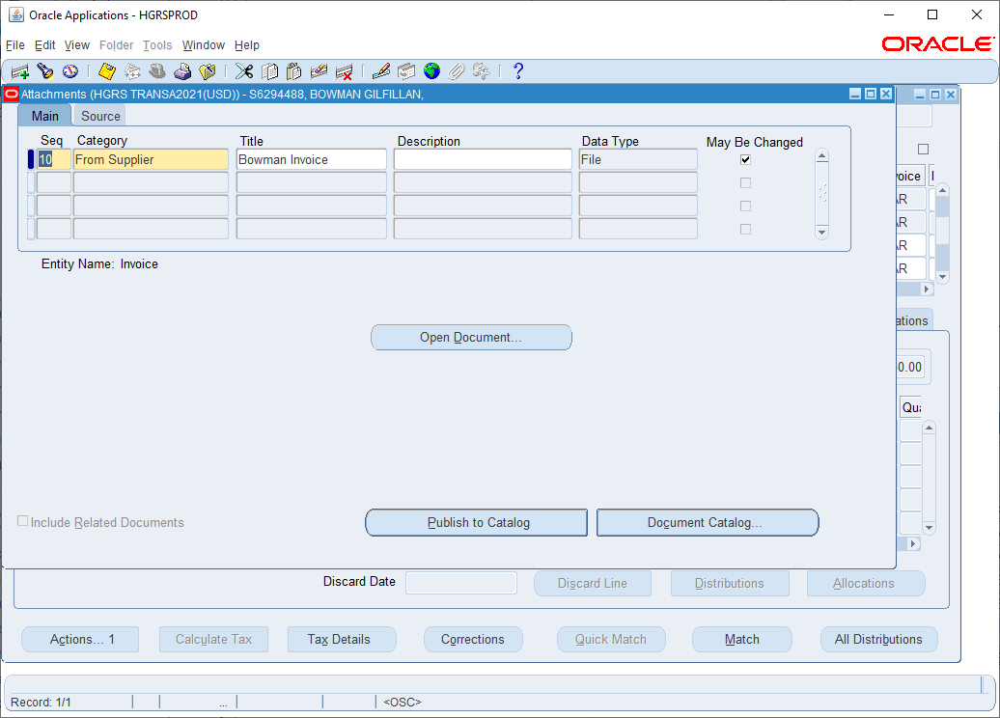 Oracle Applications - HGRSPROD
File Edit View Folder Tools Window Help
ORACLE
Attachments (HGRS TRANSA2021(USD)) - S6294488, BOWMAN GILFILLAN,
Main Source
Seq Category Title Description Data Type May Be Changed
10 From Supplier Bowman Invoice File
Entity Name: Invoice
Open Document...
Include Related Documents Publish to Catalog Document Catalog...
voice
AR
AR
AR
AR
ations
0.00
Qua
Discard Date Discard Line Distributions Allocations
Actions... 1 Calculate Tax Tax Details Corrections Quick Match Match All Distributions
Record: 1/1 ... <OSC>